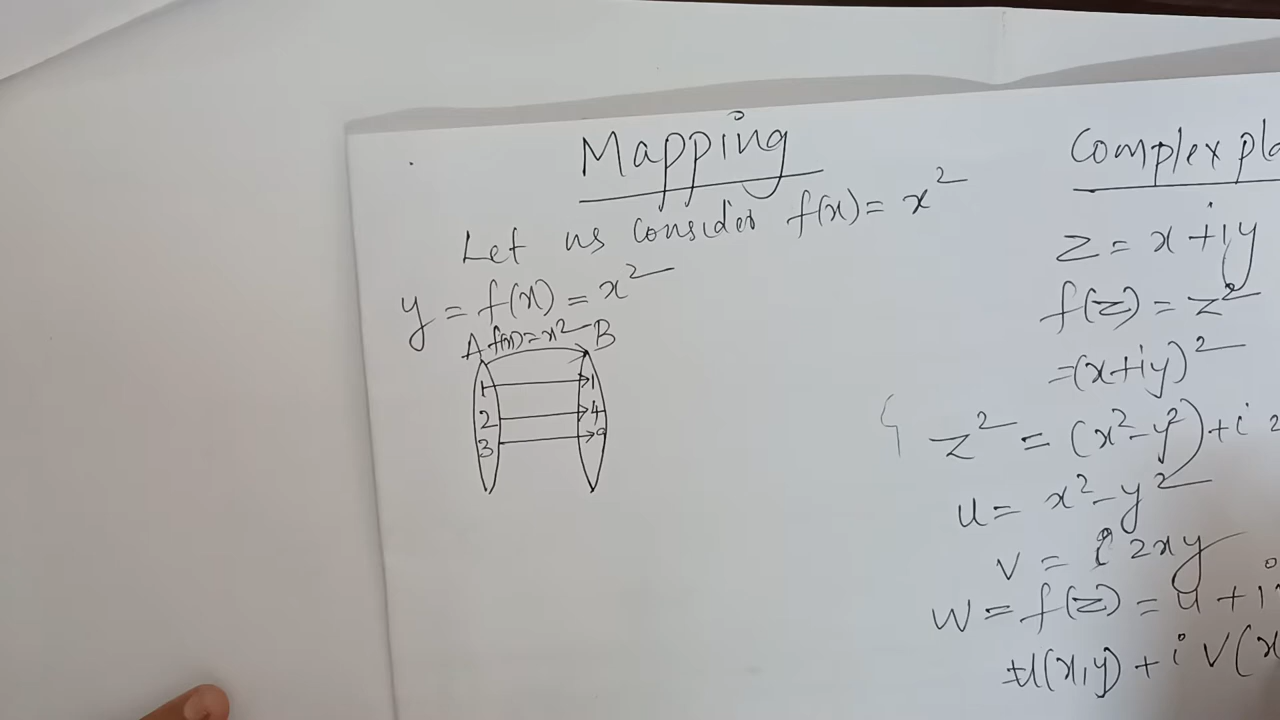 Mapping
Let us consider f(x) = x²
y = f(x) = x²
A f(x)=x² B
1 1
2 4
3 9
Complex pla
z = x + iy
f(z) = z²
= (x+iy)²
z² = (x²-y²) + i 2
u = x² - y²
v = i 2xy
w = f(z) = u + i
u(x,y) + i v(x